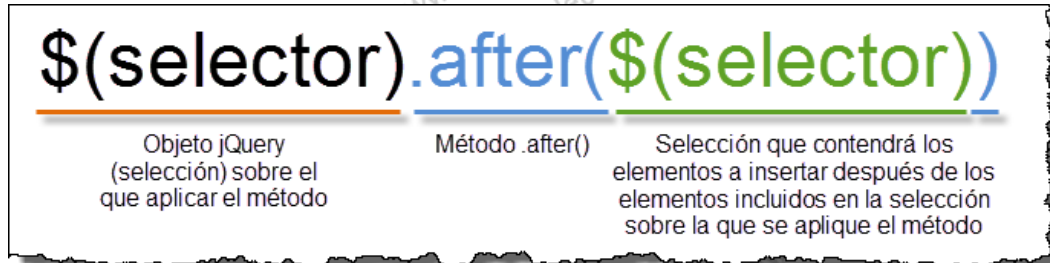 $(selector).after($(selector))
Objeto jQuery
(selección) sobre el
que aplicar el método
Método .after()
Selección que contendrá los
elementos a insertar después de los
elementos incluidos en la selección
sobre la que se aplique el método